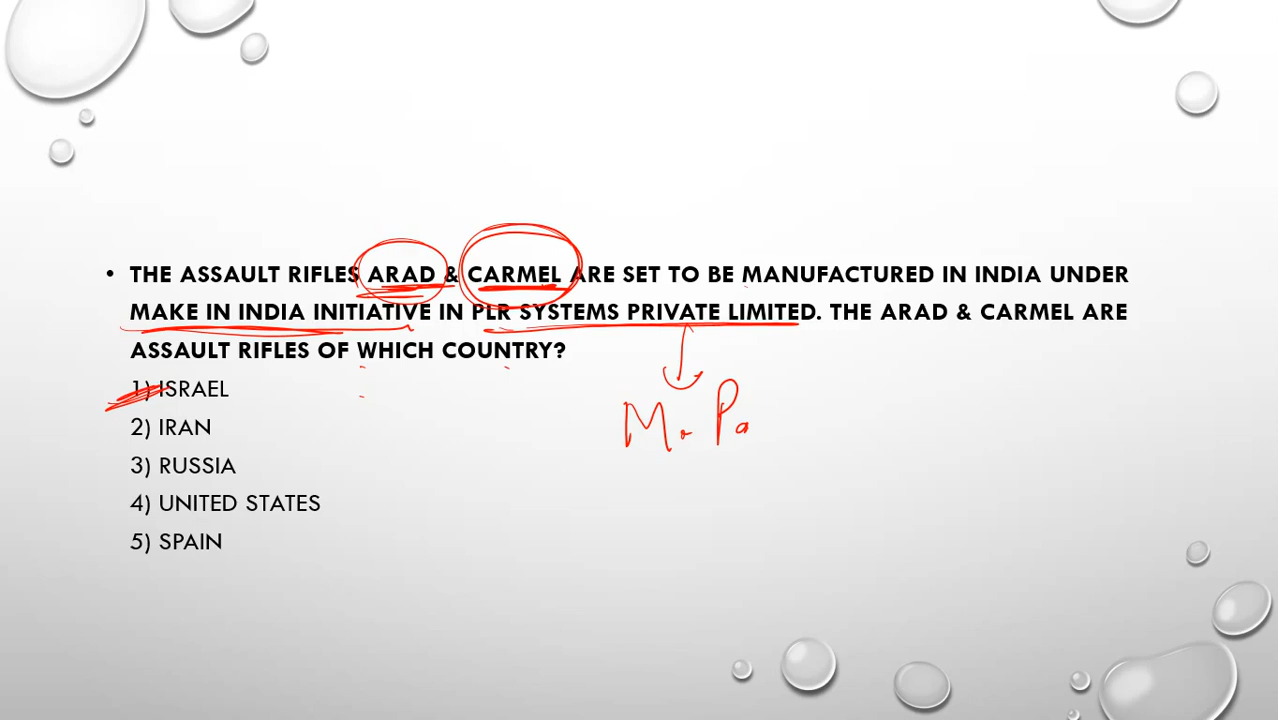 • THE ASSAULT RIFLES ARAD & CARMEL ARE SET TO BE MANUFACTURED IN INDIA UNDER
MAKE IN INDIA INITIATIVE IN PLR SYSTEMS PRIVATE LIMITED. THE ARAD & CARMEL ARE
ASSAULT RIFLES OF WHICH COUNTRY?
1) ISRAEL
2) IRAN
3) RUSSIA
4) UNITED STATES
5) SPAIN
M. Pa